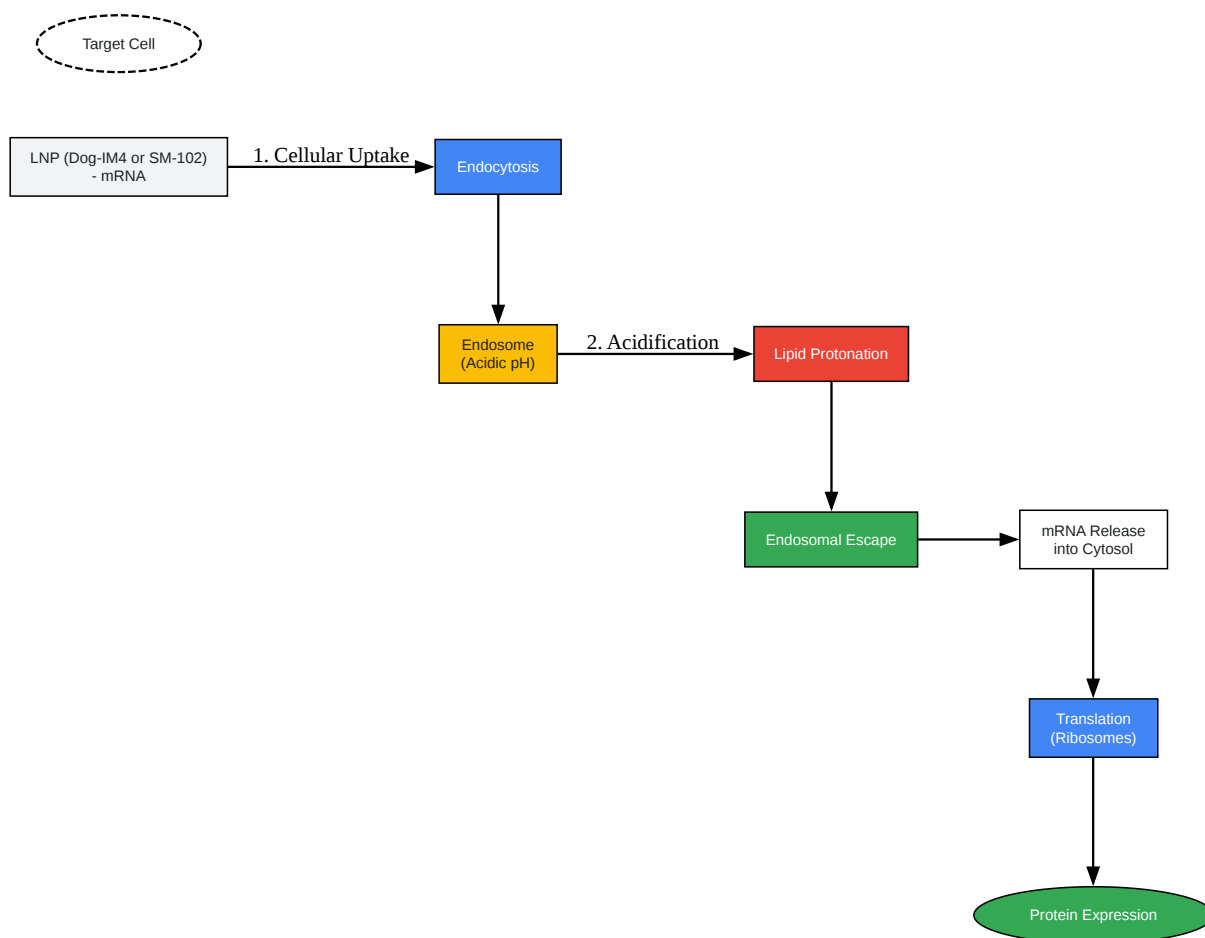 Target Cell
LNP (Dog-IM4 or SM-102)
- mRNA
1. Cellular Uptake
Endocytosis
Endosome
(Acidic pH)
2. Acidification
Lipid Protonation
Endosomal Escape
mRNA Release
into Cytosol
Translation
(Ribosomes)
Protein Expression